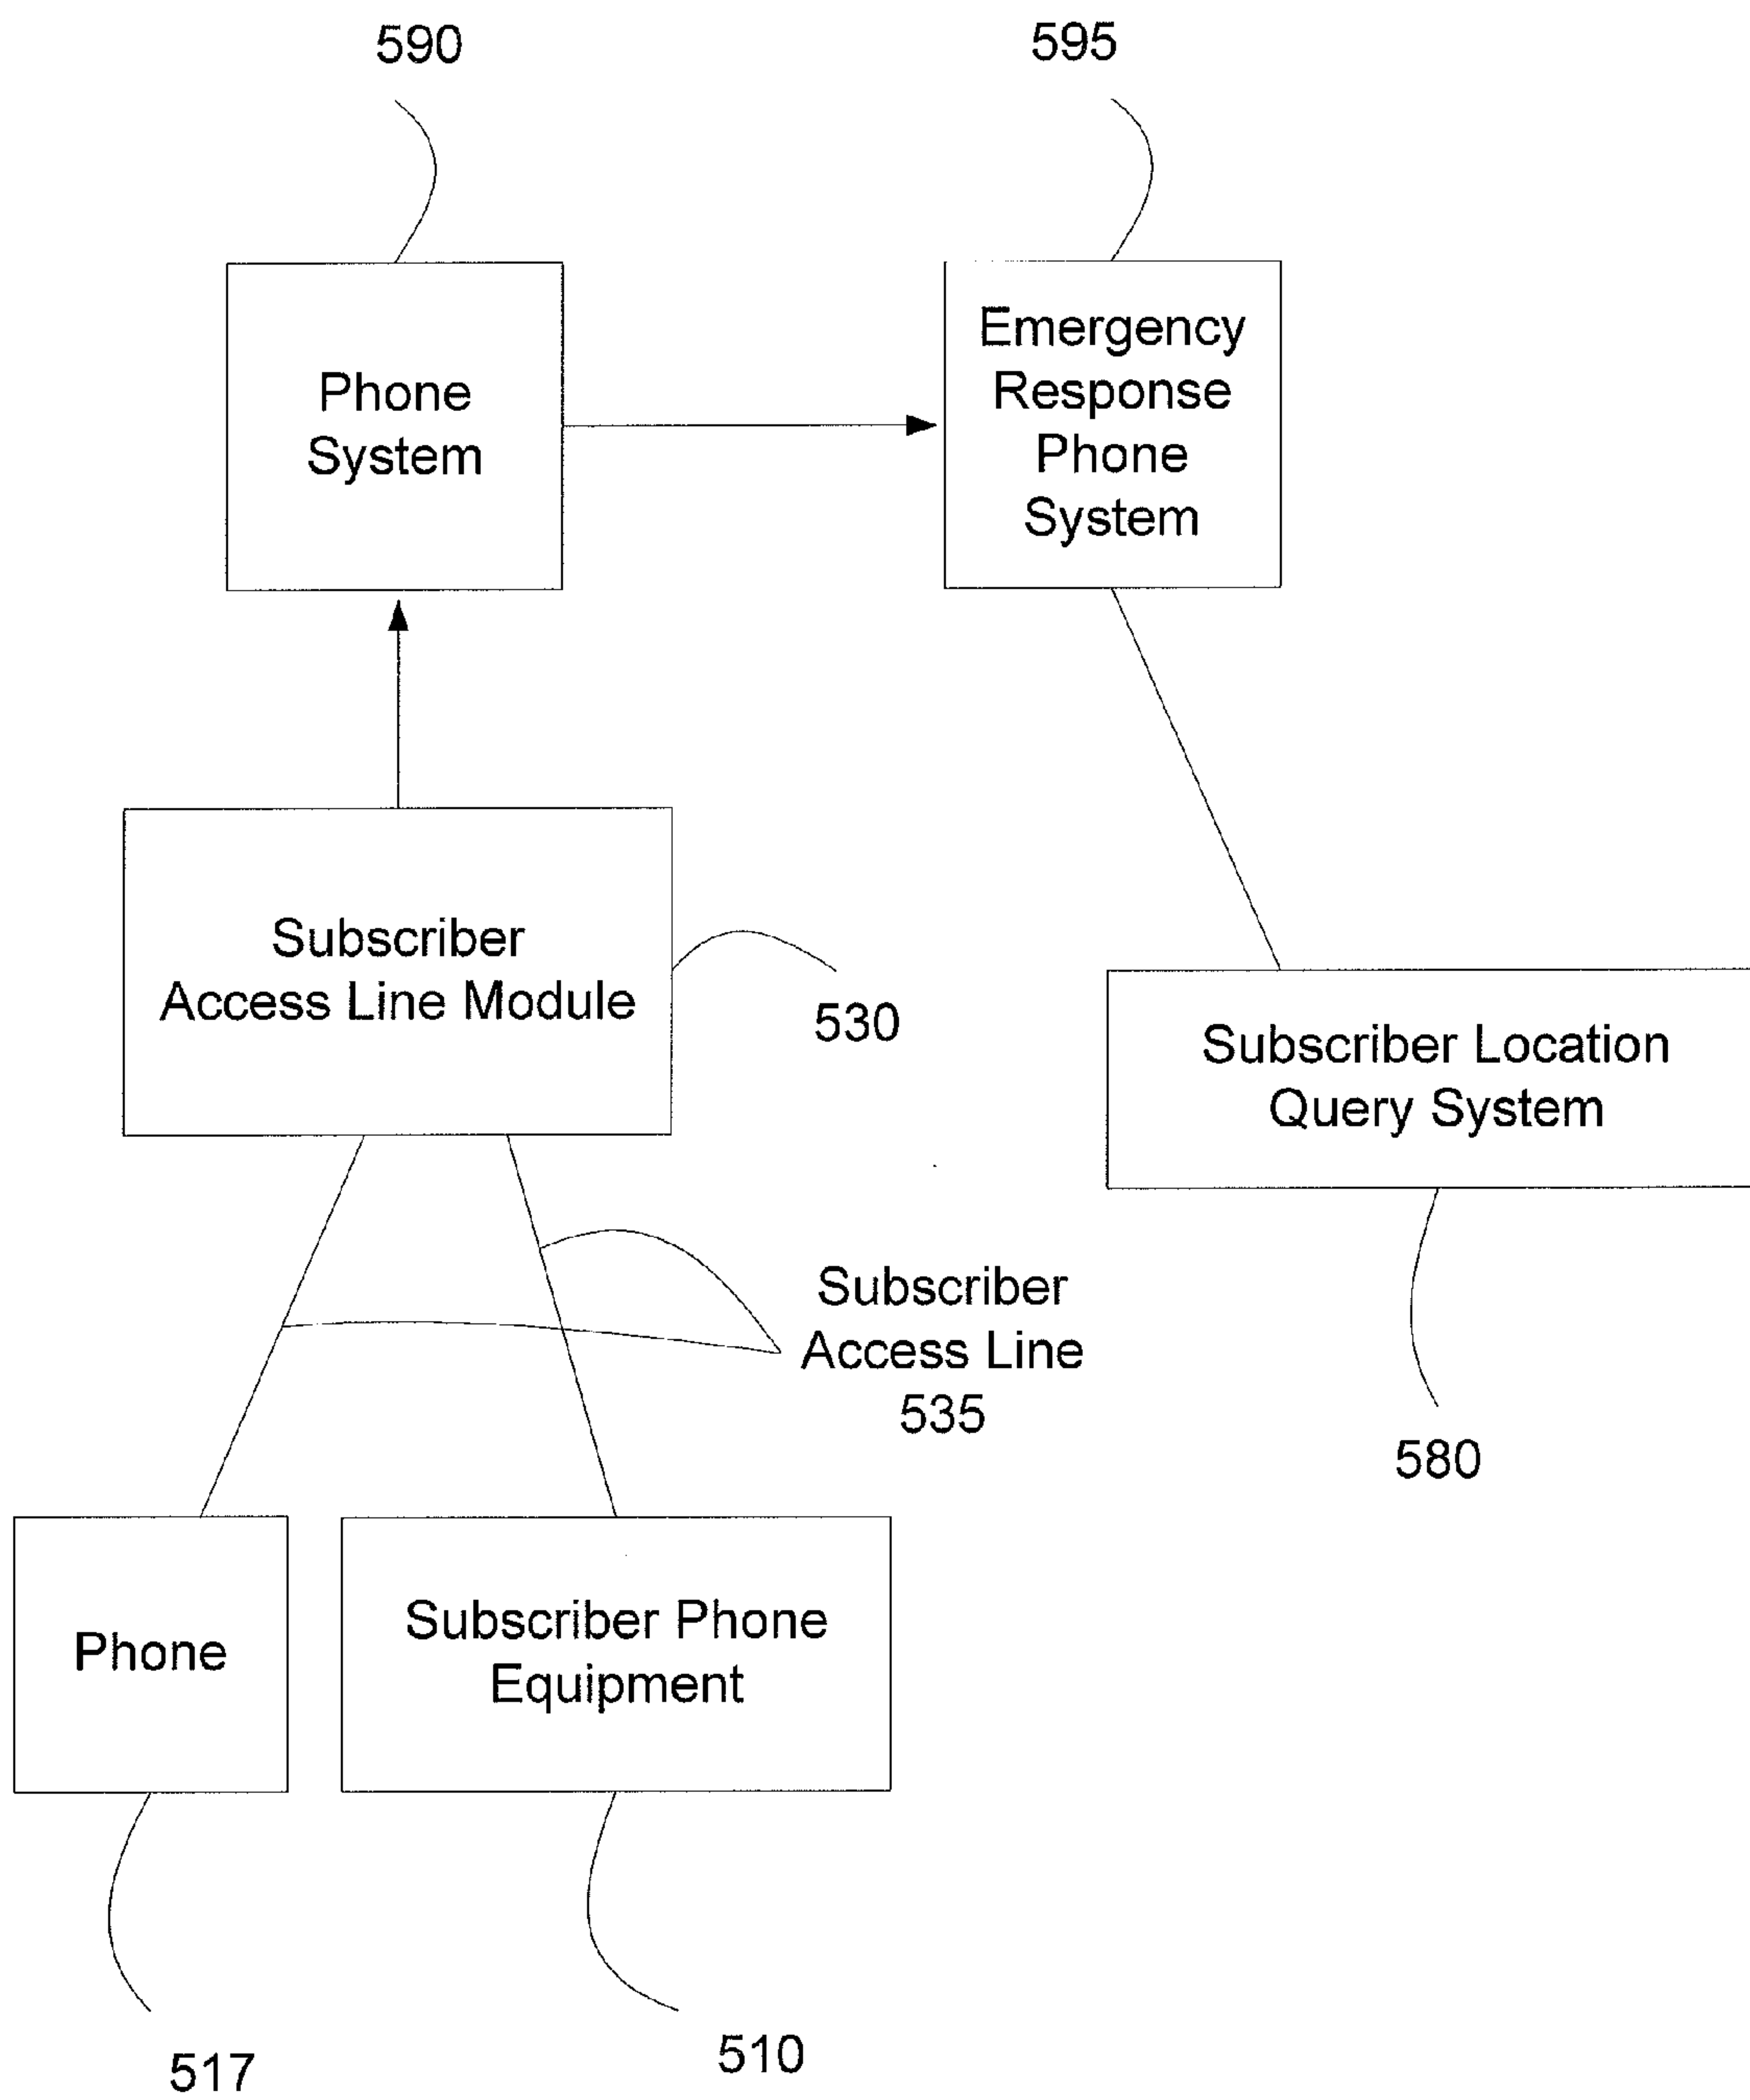 590
595
Phone
System
Emergency
Response
Phone
System
Subscriber
Access Line Module
530
Subscriber Location
Query System
Subscriber
Access Line
535
580
Phone
Subscriber Phone
Equipment
517
510